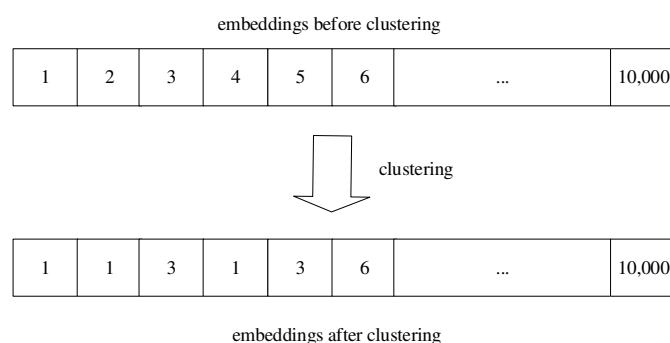 embeddings before clustering
1 2 3 4 5 6 ... 10,000
clustering
1 1 3 1 3 6 ... 10,000
embeddings after clustering